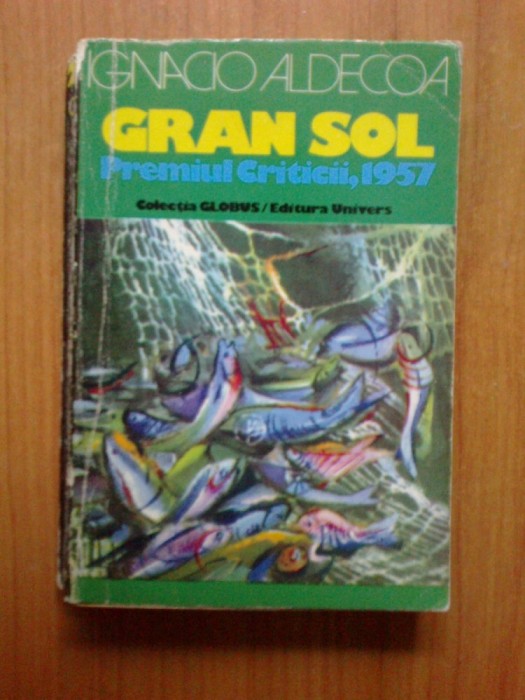 IGNACIO ALDECOA
GRAN SOL
Premiul Criticii, 1957
Colecția GLOBUS/Editura Univers